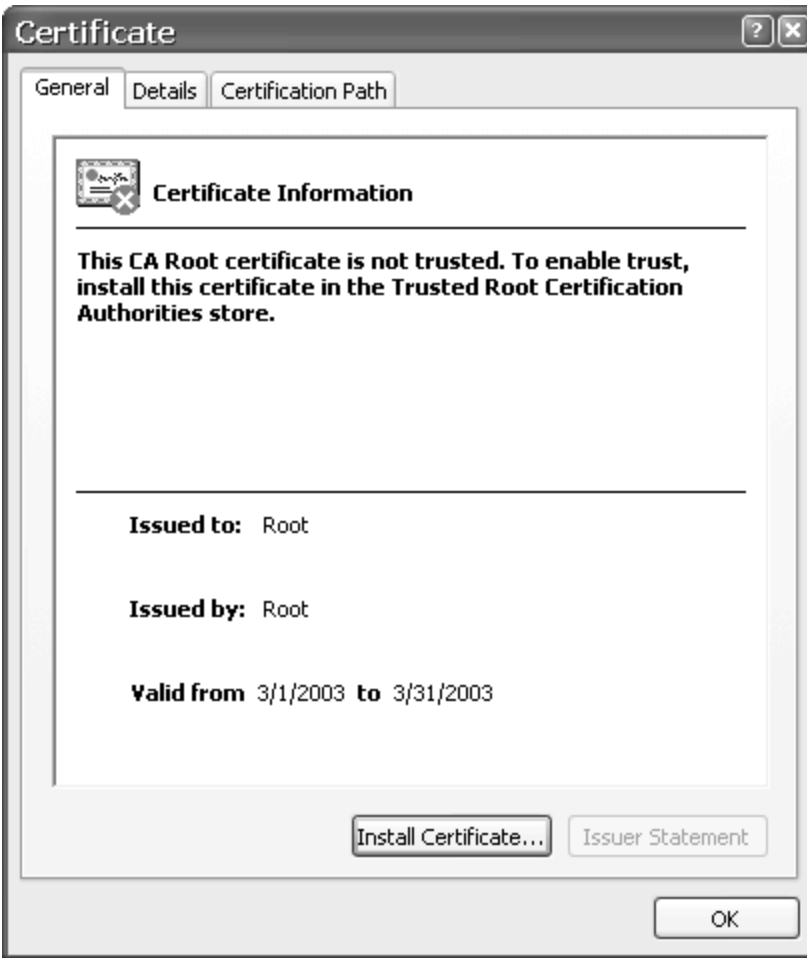 Certificate
?
General Details Certification Path
Certificate Information
This CA Root certificate is not trusted. To enable trust,
install this certificate in the Trusted Root Certification
Authorities store.
Issued to: Root
Issued by: Root
Valid from 3/1/2003 to 3/31/2003
Install Certificate... Issuer Statement
OK